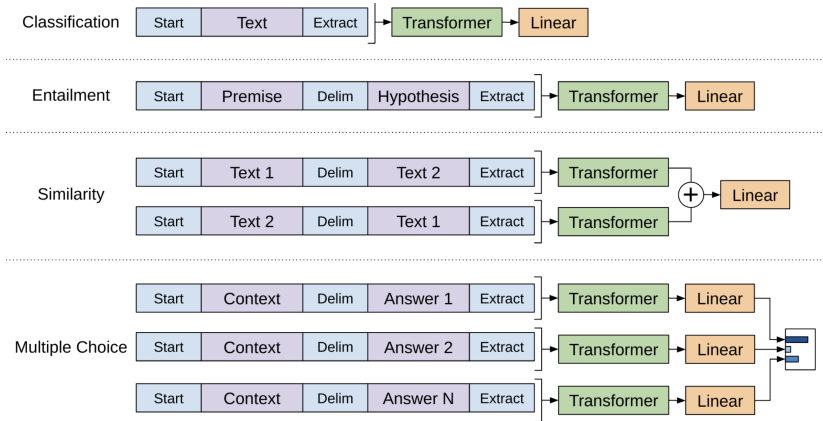 Classification Start Text Extract Transformer Linear
Entailment Start Premise Delim Hypothesis Extract Transformer Linear
Start Text 1 Delim Text 2 Extract Transformer
Similarity + Linear
Start Text 2 Delim Text 1 Extract Transformer
Start Context Delim Answer 1 Extract Transformer Linear
Multiple Choice Start Context Delim Answer 2 Extract Transformer Linear
Start Context Delim Answer N Extract Transformer Linear